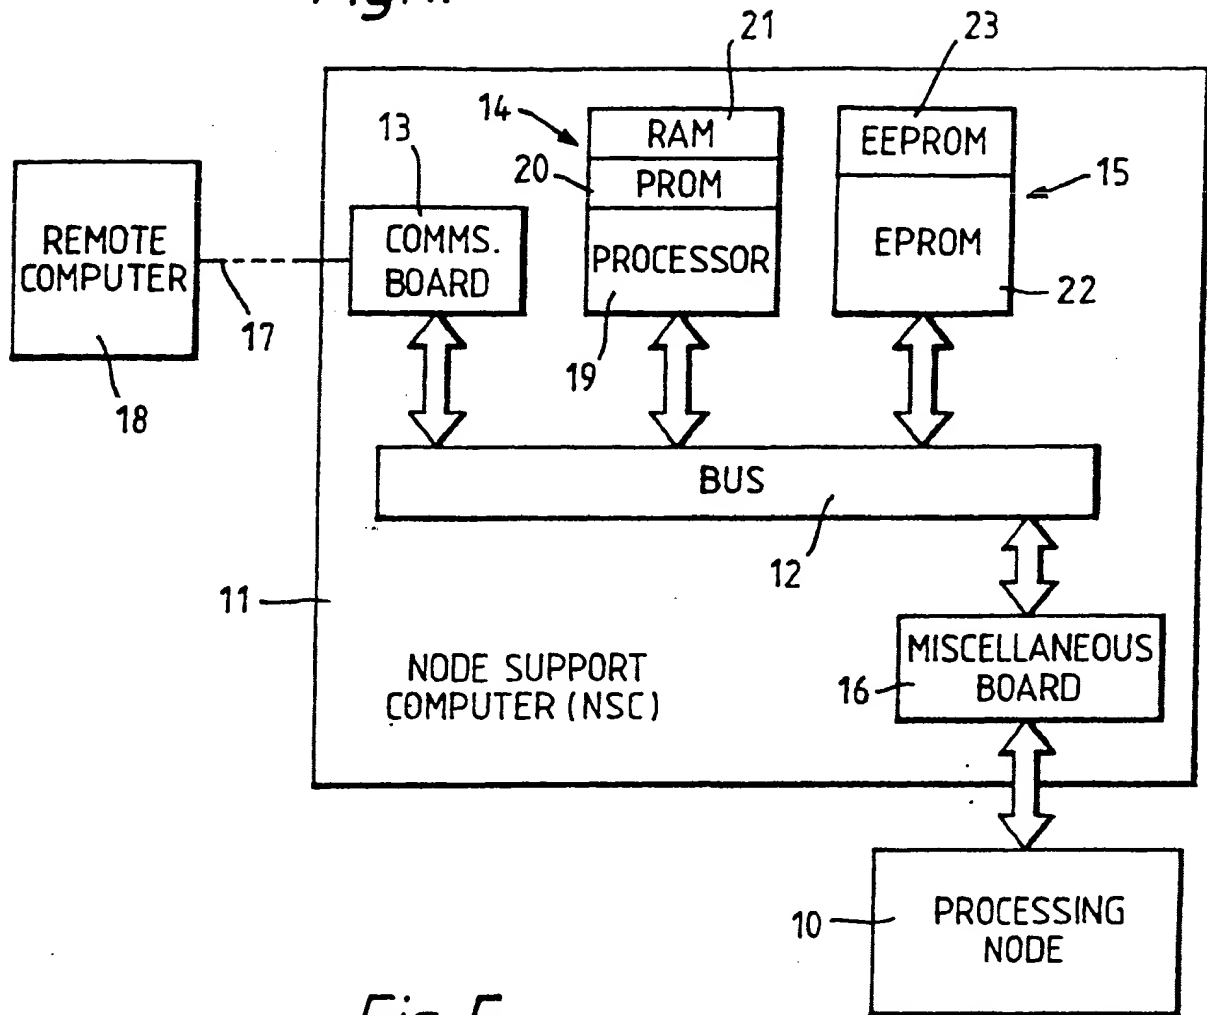 21
23
14
RAM
EEPROM
13
20
PROM
15
REMOTE
COMPUTER
COMMS.
BOARD
PROCESSOR
EPROM
22
17
18
19
BUS
12
11
NODE SUPPORT
COMPUTER (NSC)
MISCELLANEOUS
BOARD
16
10
PROCESSING
NODE